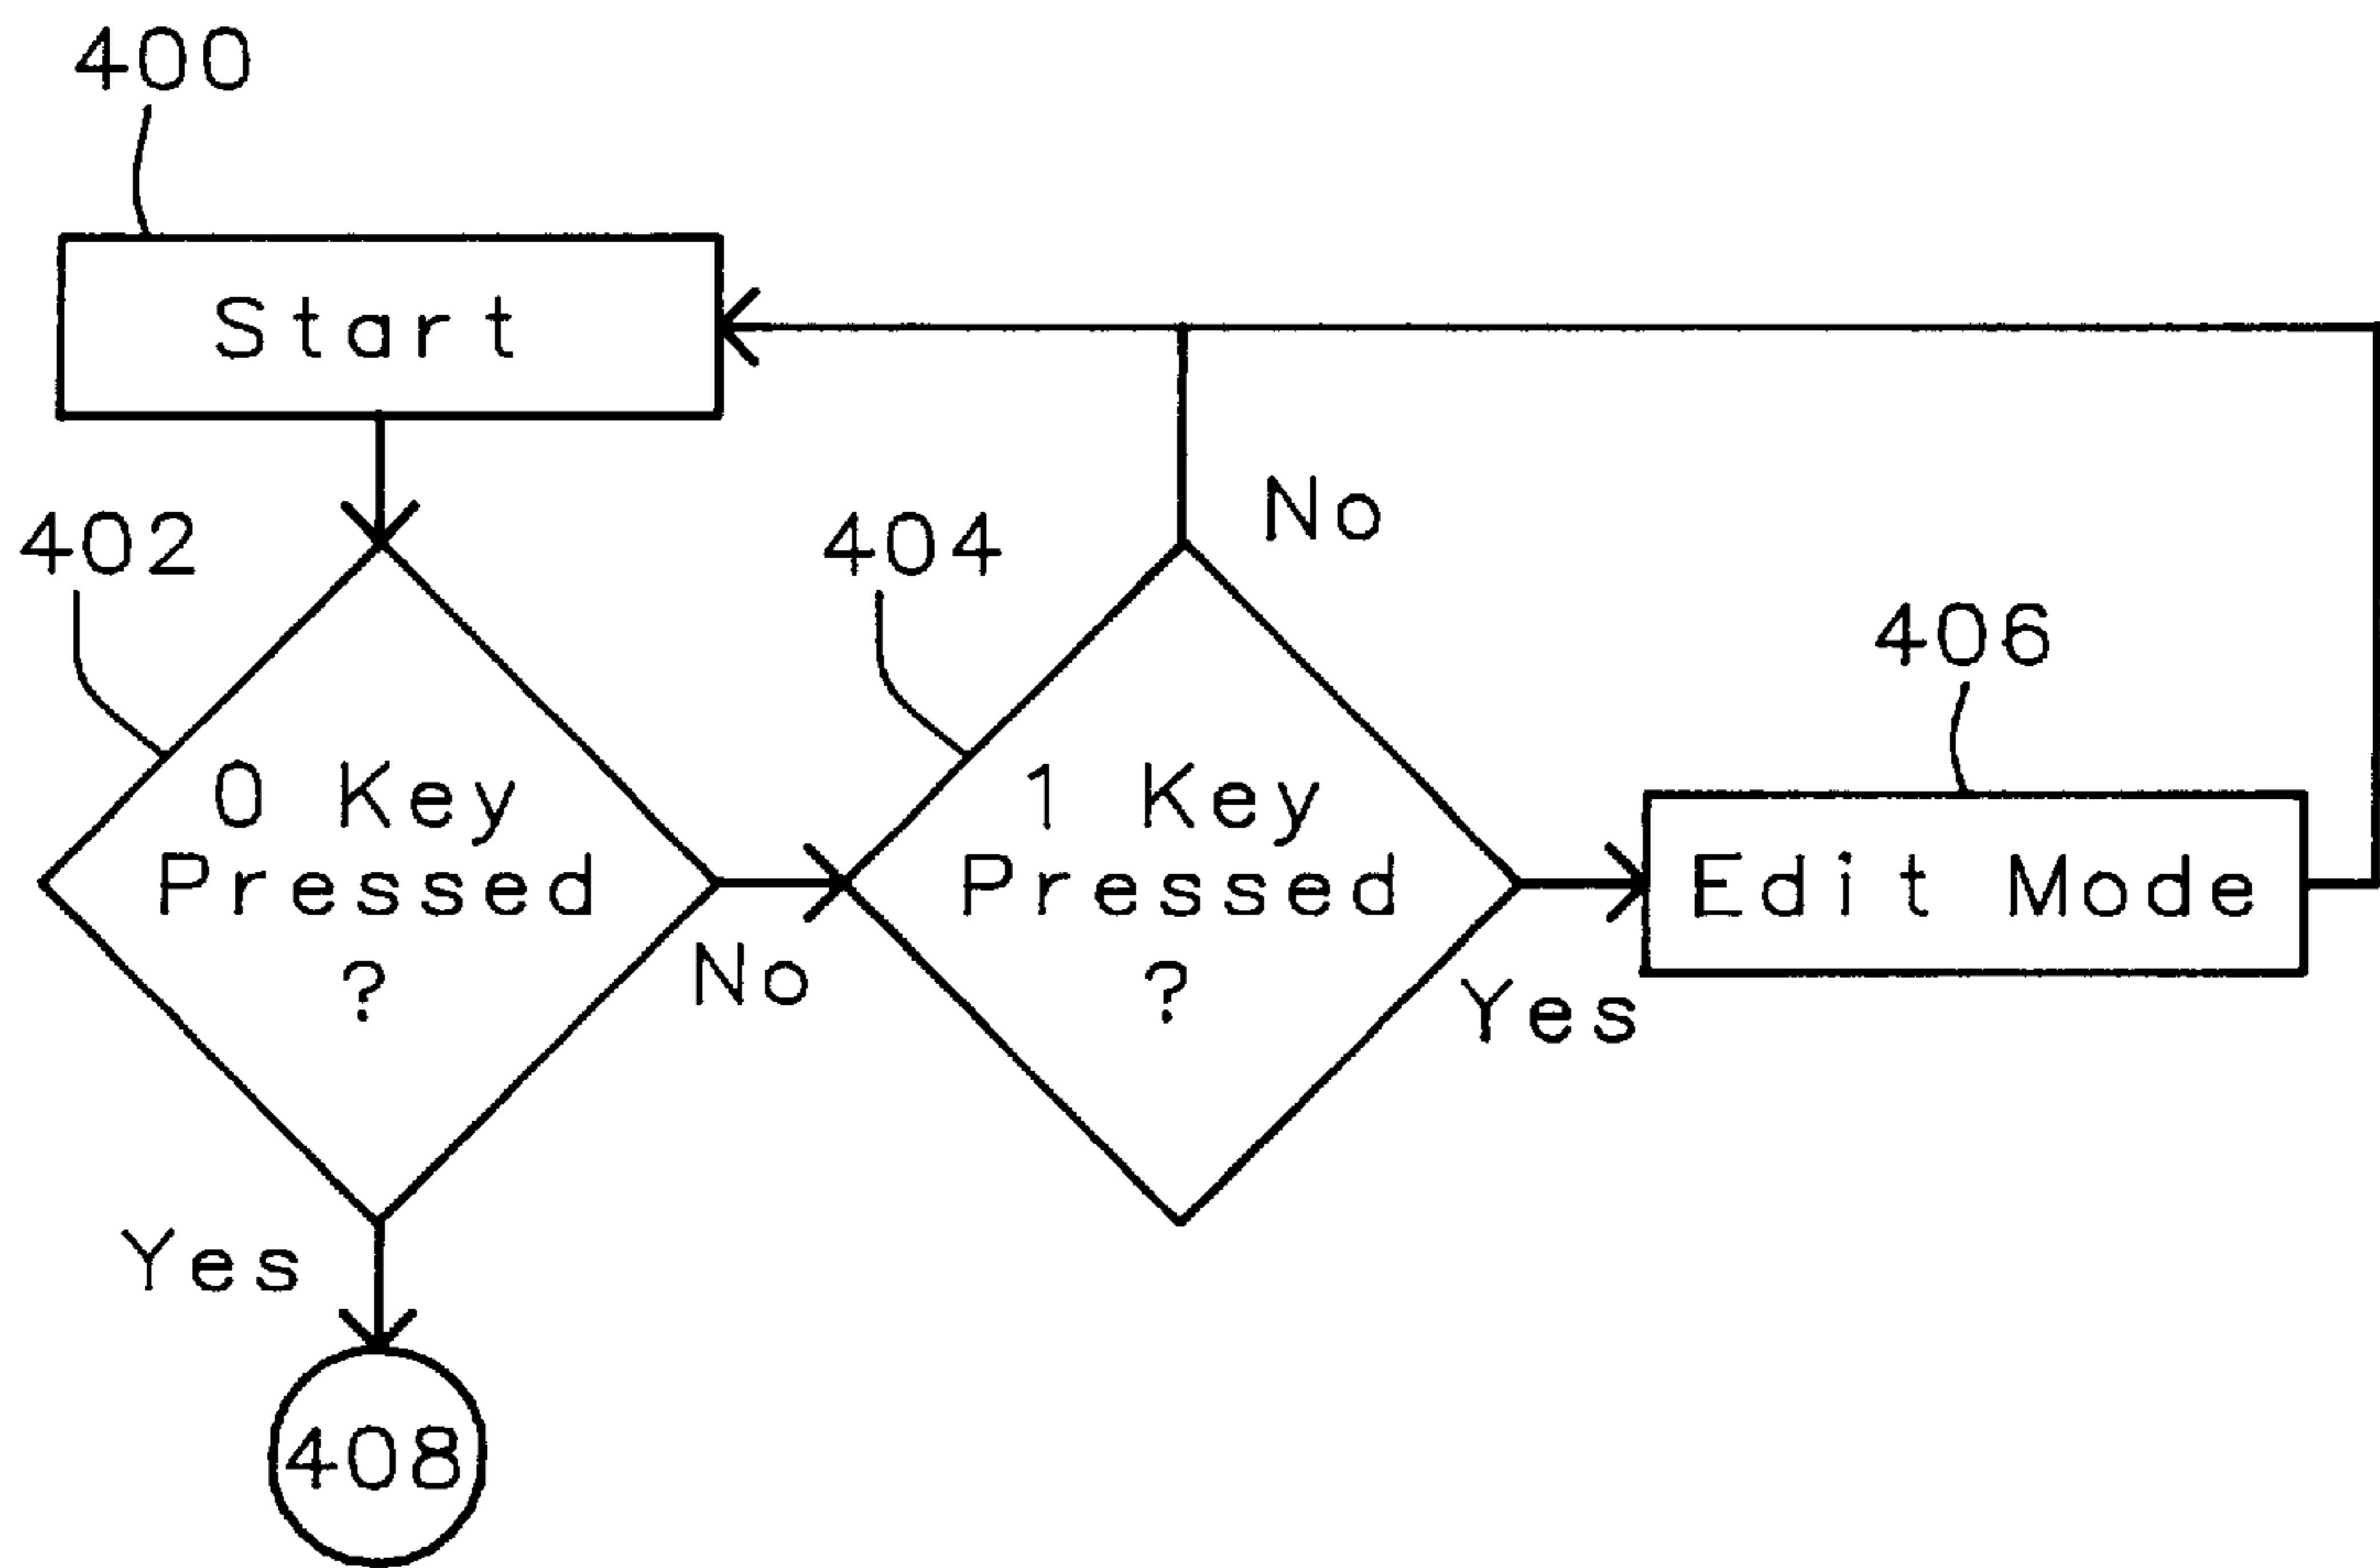 400
Start
No
402
404
406
0 Key
Pressed
?
1 Key
Pressed
?
Edit Mode
No
Yes
Yes
408